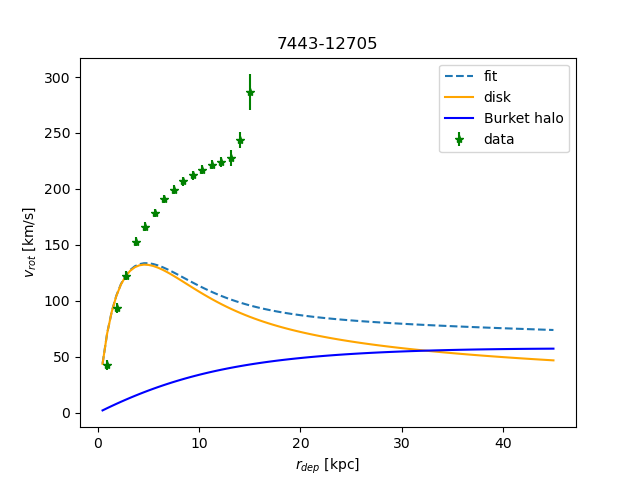 7443-12705
300
250
200
150
100
50
0
v_rot [km/s]
fit
disk
Burket halo
data
0 10 20 30 40
r_dep [kpc]